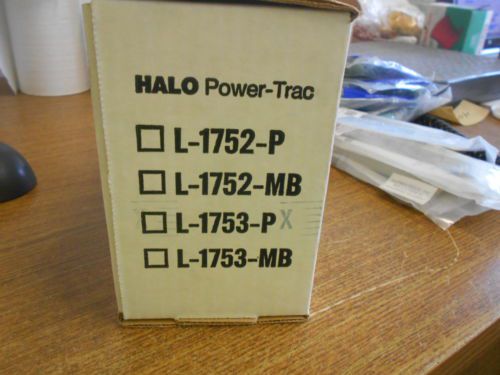 HALO Power-Trac
☐ L-1752-P
☐ L-1752-MB
☐ L-1753-P X
☐ L-1753-MB